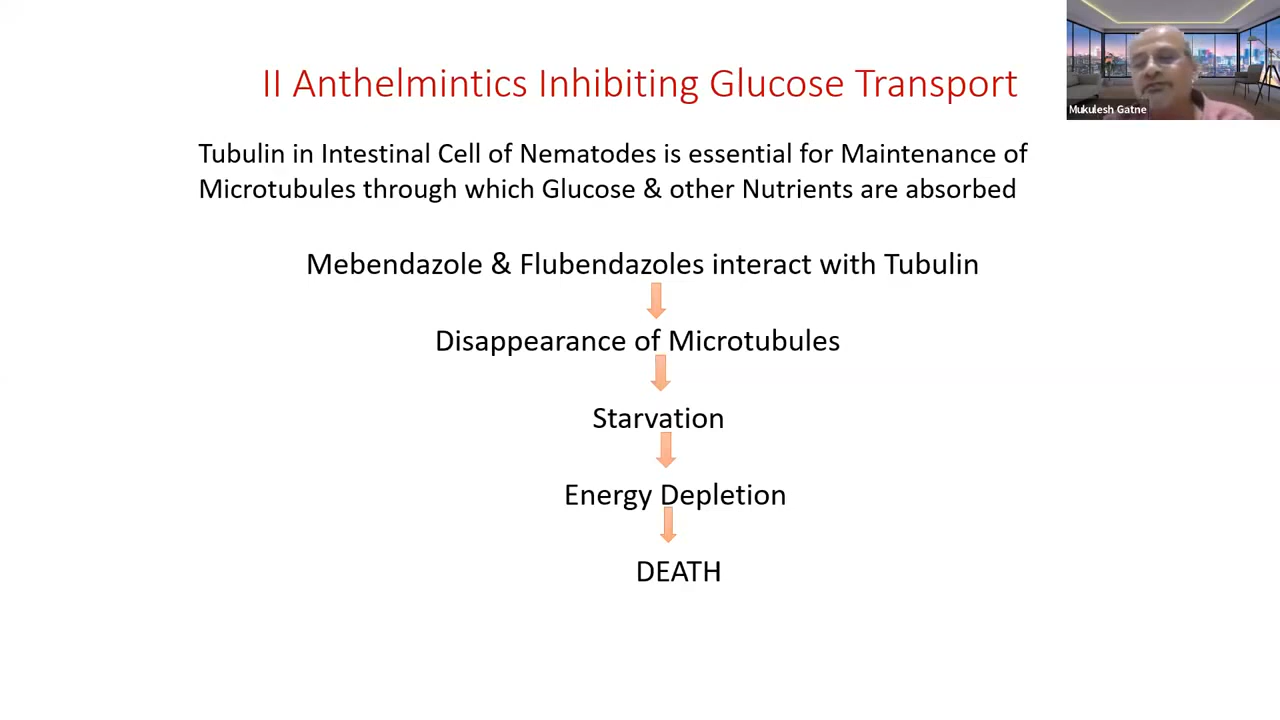 II Anthelmintics Inhibiting Glucose Transport
Mukulesh Gatne
Tubulin in Intestinal Cell of Nematodes is essential for Maintenance of
Microtubules through which Glucose & other Nutrients are absorbed
Mebendazole & Flubendazoles interact with Tubulin
Disappearance of Microtubules
Starvation
Energy Depletion
DEATH